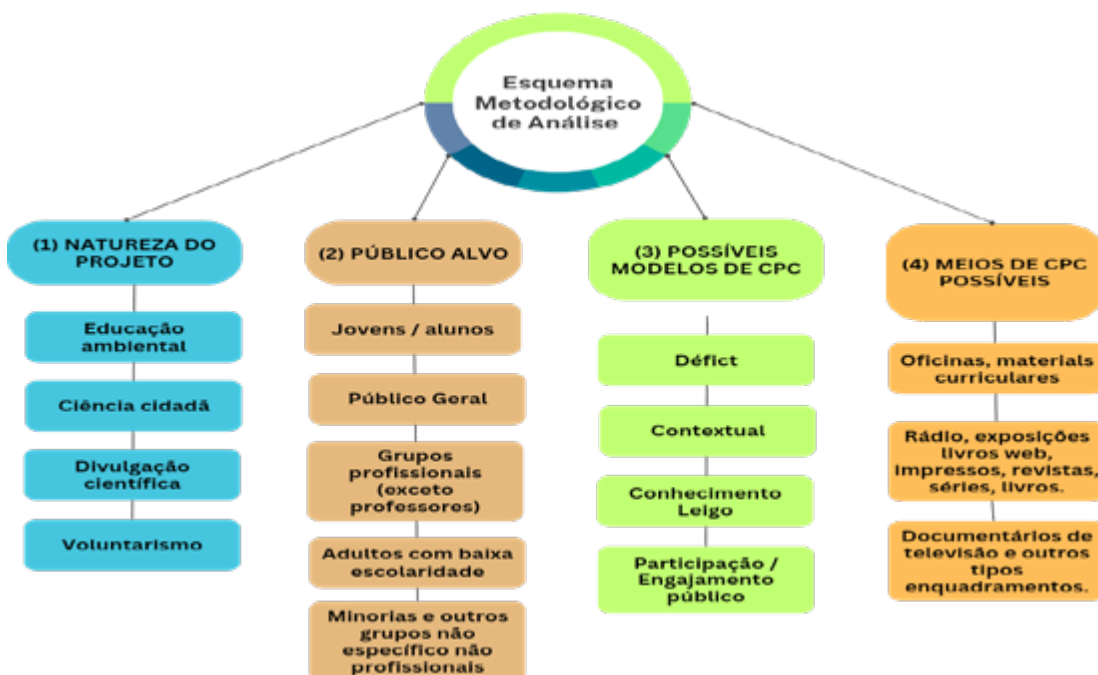 Esquema
Metodológico
de Análise
(1) NATUREZA DO
PROJETO
Educação
ambiental
Ciência cidadã
Divulgação
científica
Voluntarismo
(2) PÚBLICO ALVO
Jovens / alunos
Público Geral
Grupos
profissionais
(exceto
professores)
Adultos com baixa
escolaridade
Minorias e outros
grupos não
específico não
profissionais
(3) POSSÍVEIS
MODELOS DE CPC
Défict
Contextual
Conhecimento
Leigo
Participação /
Engajamento
público
(4) MEIOS DE CPC
POSSÍVEIS
Oficinas, materials
curriculares
Rádio, exposições
livros web,
impressos, revistas,
séries, livros.
Documentários de
televisão e outros
tipos
enquadramentos.